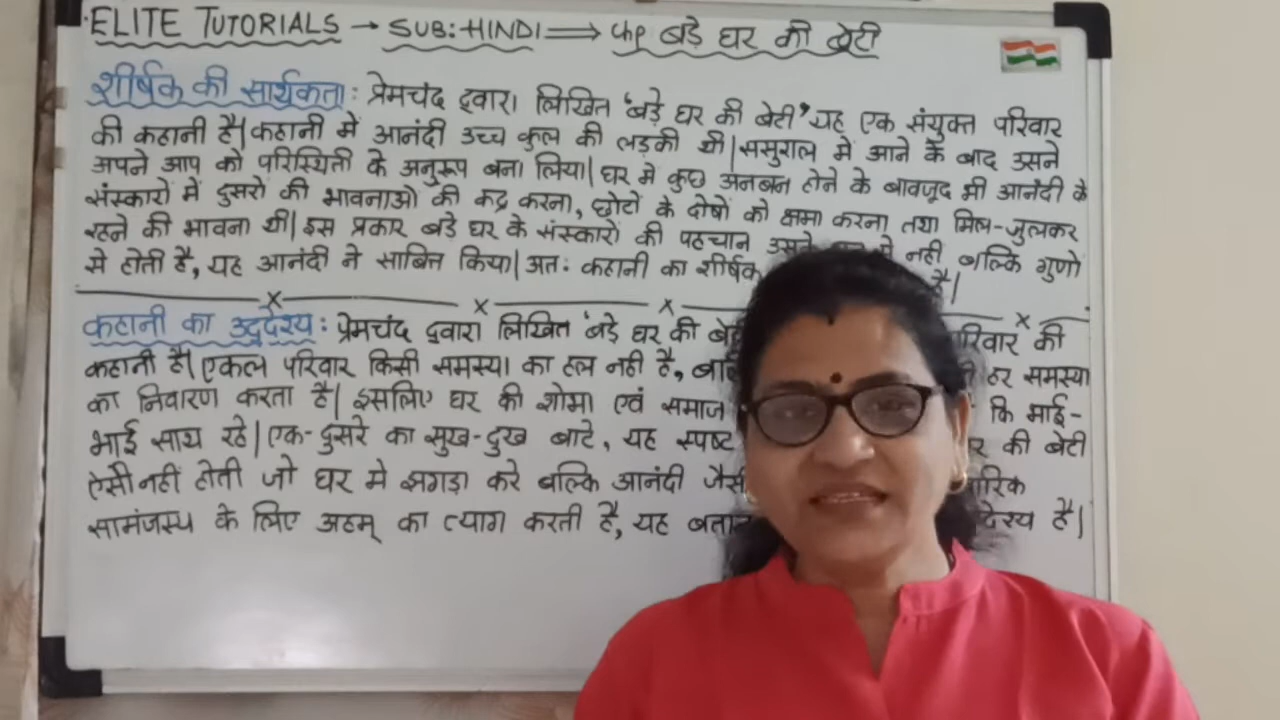 ELITE TUTORIALS → SUB: HINDI ⟹ Chp बडे घर की बेटी
शीर्षक की सार्थकता: प्रेमचंद द्वारा लिखित 'बडे घर की बेटी' यह एक संयुक्त परिवार
की कहानी है| कहानी में आनंदी उच्च कुल की लड़की थी| ससुराल में आने के बाद उसने
अपने आप को परिस्थिती के अनुरूप बना लिया| घर मे कुछ अनबन होने के बावजूद भी आनंदी के
संस्कारों में दुसरों की भावनाओं की कद्र करना, छोटों के दोषों को क्षमा करना तथा मिल-जुलकर
रहने की भावना थी| इस प्रकार बडे घर के संस्कारों की पहचान उसके से नही बल्कि गुणो
से होती है, यह आनंदी ने साबित किया| अतः कहानी का शीर्षक है|
कहानी का उद्देश्य: प्रेमचंद द्वारा लिखित 'बडे घर की की
कहानी है| एकल परिवार किसी समस्या का हल नही है, हर समस्या
का निवारण करता है| इसलिए घर की शोभा एवं समाज कि भाई-
भाई साथ रहे| एक-दुसरे का सुख-दुख बाटे, यह स्पष्ट की बेटी
ऐसी नहीं होती जो घर मे झगड़ा करे बल्कि आनंदी
सामंजस्य के लिए अहम् का त्याग करती है, यह है|